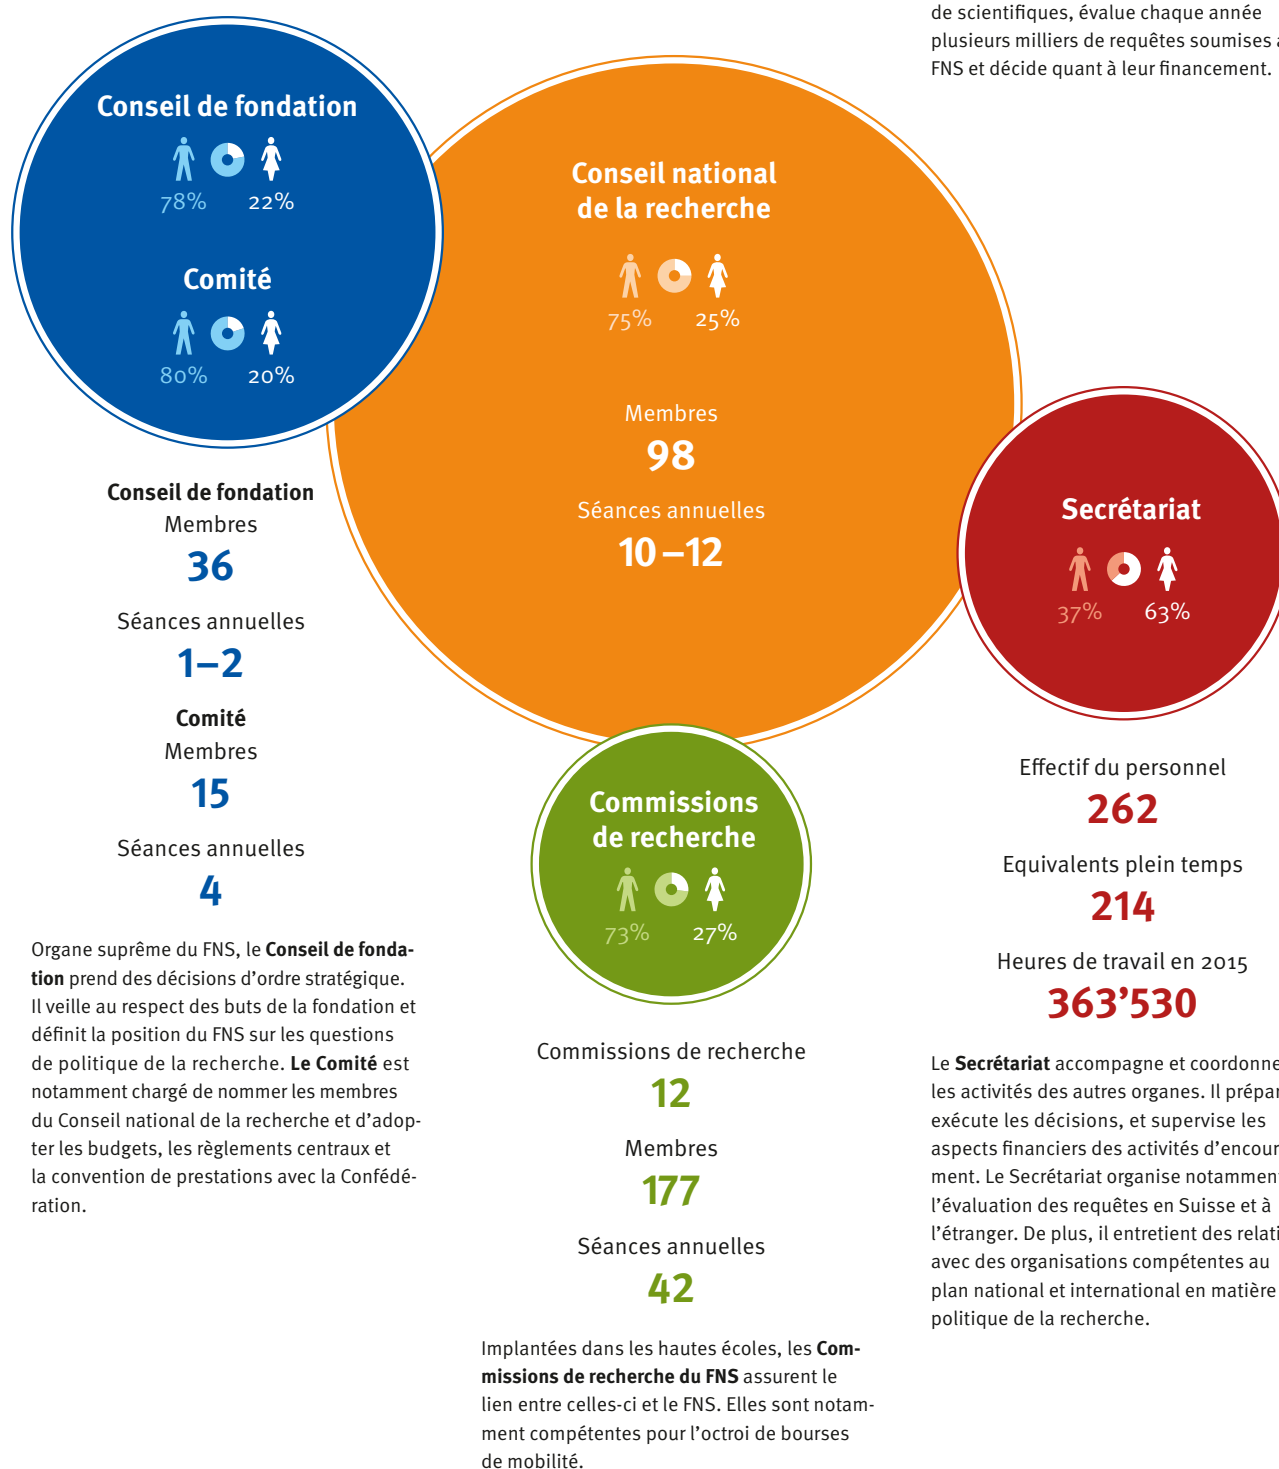 de scientifiques, évalue chaque année
plusieurs milliers de requêtes soumises
FNS et décide quant à leur financement.
Conseil de fondation
78% 22%
Comité
80% 20%
Conseil national
de la recherche
75% 25%
Membres
98
Séances annuelles
10–12
Secrétariat
37% 63%
Conseil de fondation
Membres
36
Séances annuelles
1–2
Comité
Membres
15
Séances annuelles
4
Organe suprême du FNS, le Conseil de fonda-
tion prend des décisions d’ordre stratégique.
Il veille au respect des buts de la fondation et
définit la position du FNS sur les questions
de politique de la recherche. Le Comité est
notamment chargé de nommer les membres
du Conseil national de la recherche et d’adop-
ter les budgets, les règlements centraux et
la convention de prestations avec la Confédé-
ration.
Commissions
de recherche
73% 27%
Commissions de recherche
12
Membres
177
Séances annuelles
42
Implantées dans les hautes écoles, les Com-
missions de recherche du FNS assurent le
lien entre celles-ci et le FNS. Elles sont notam-
ment compétentes pour l’octroi de bourses
de mobilité.
Effectif du personnel
262
Equivalents plein temps
214
Heures de travail en 2015
363’530
Le Secrétariat accompagne et coordonne
les activités des autres organes. Il prépar
exécute les décisions, et supervise les
aspects financiers des activités d’encour
ment. Le Secrétariat organise notamment
l’évaluation des requêtes en Suisse et à
l’étranger. De plus, il entretient des relati
avec des organisations compétentes au
plan national et international en matière
politique de la recherche.